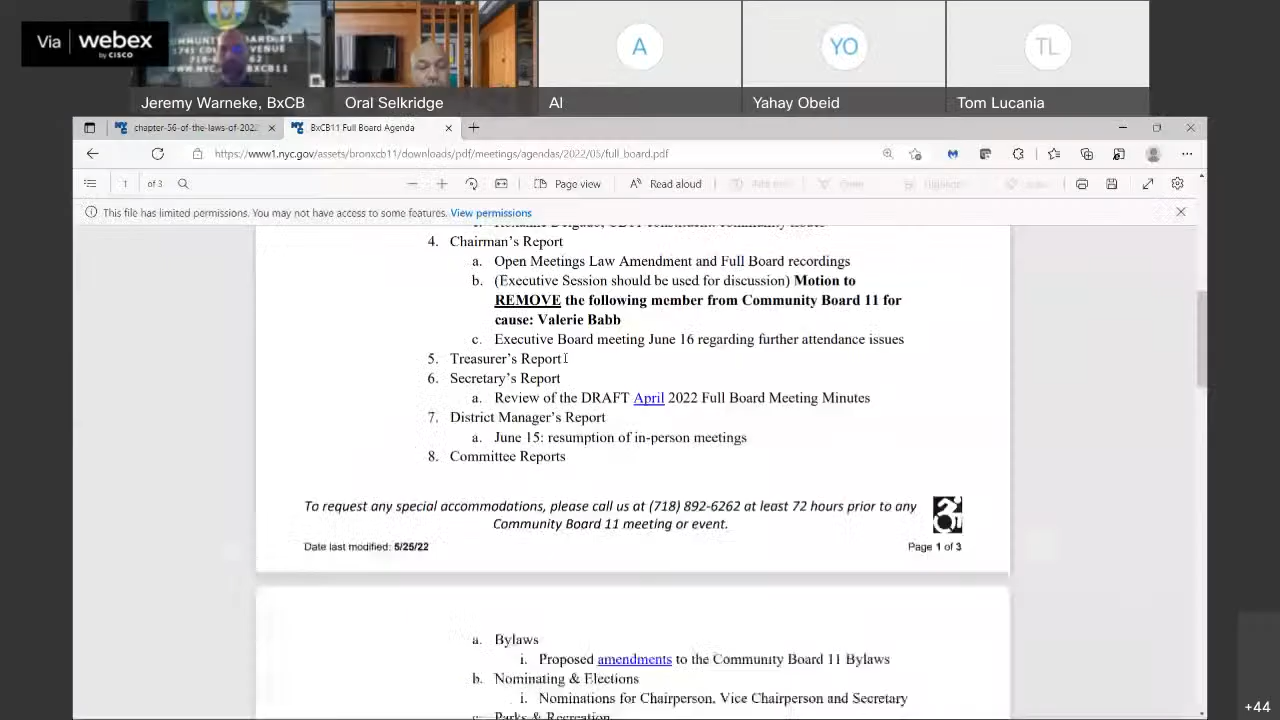 Via webex
by CISCO
WWW.NYC.
BXCB11
Jeremy Warneke, BxCB
Oral Selkridge
A
AI
YO
Yahay Obeid
TL
Tom Lucania
chapter-56-of-the-laws-of-202
BxCB11 Full Board Agenda
https://www1.nyc.gov/assets/bronxcb11/downloads/pdf/meetings/agendas/2022/05/full_board.pdf
1 of 3
Page view
Read aloud
This file has limited permissions. You may not have access to some features. View permissions
4. Chairman's Report
a. Open Meetings Law Amendment and Full Board recordings
b. (Executive Session should be used for discussion) Motion to
REMOVE the following member from Community Board 11 for
cause: Valerie Babb
c. Executive Board meeting June 16 regarding further attendance issues
5. Treasurer's Report
6. Secretary's Report
a. Review of the DRAFT April 2022 Full Board Meeting Minutes
7. District Manager's Report
a. June 15: resumption of in-person meetings
8. Committee Reports
To request any special accommodations, please call us at (718) 892-6262 at least 72 hours prior to any
Community Board 11 meeting or event.
Date last modified: 5/25/22
Page 1 of 3
a. Bylaws
i. Proposed amendments to the Community Board 11 Bylaws
b. Nominating & Elections
i. Nominations for Chairperson, Vice Chairperson and Secretary
c. Parks & Recreation
+44